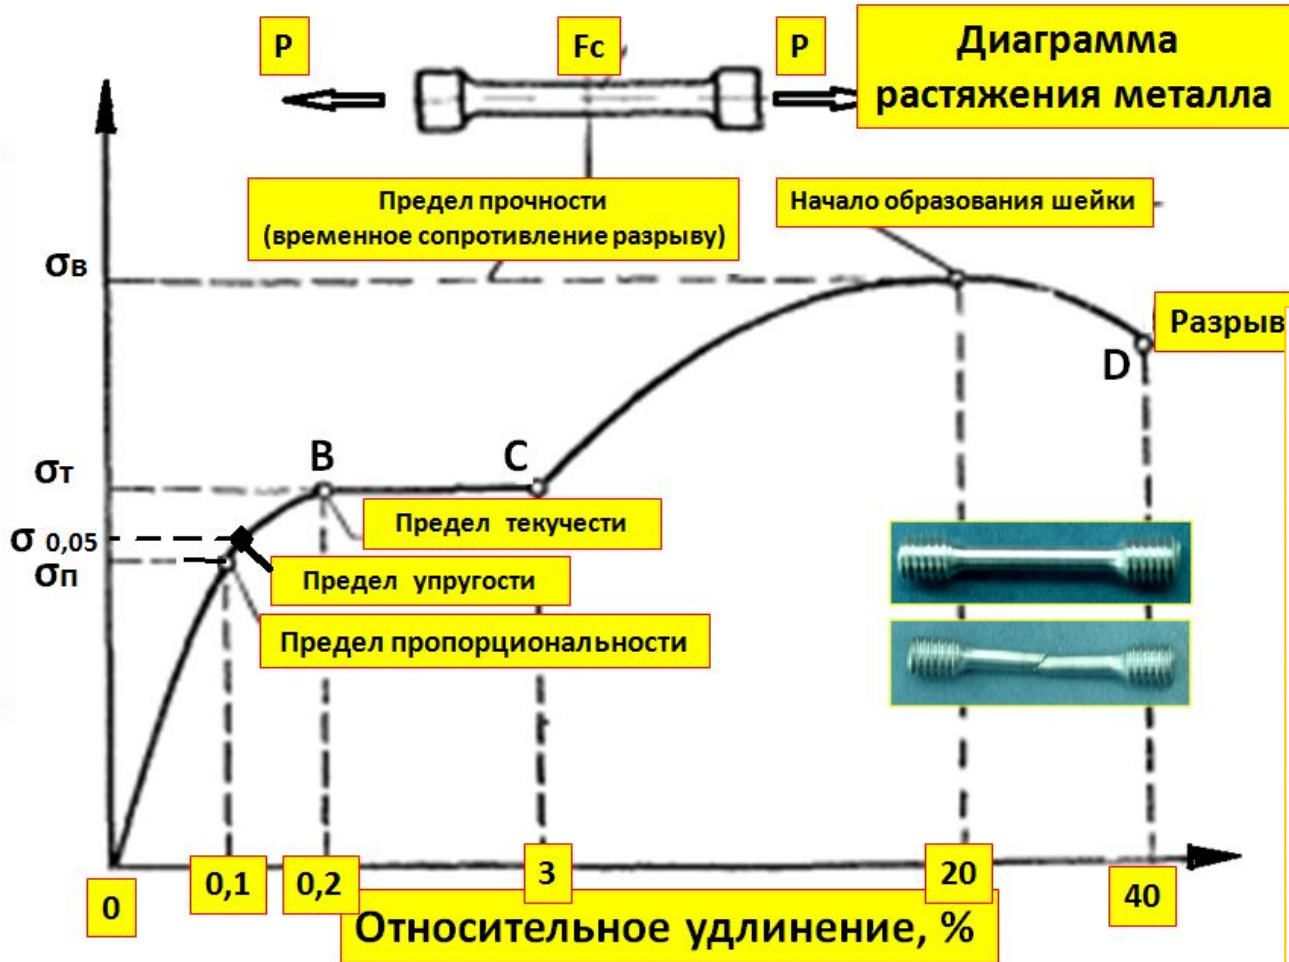 P
Fc
P
Диаграмма
растяжения металла
Предел прочности
(временное сопротивление разрыву)
Начало образования шейки
σв
Разрыв
D
B
C
σт
Предел текучести
σ 0,05
σп
Предел упругости
Предел пропорциональности
0
0,1
0,2
3
20
40
Относительное удлинение, %